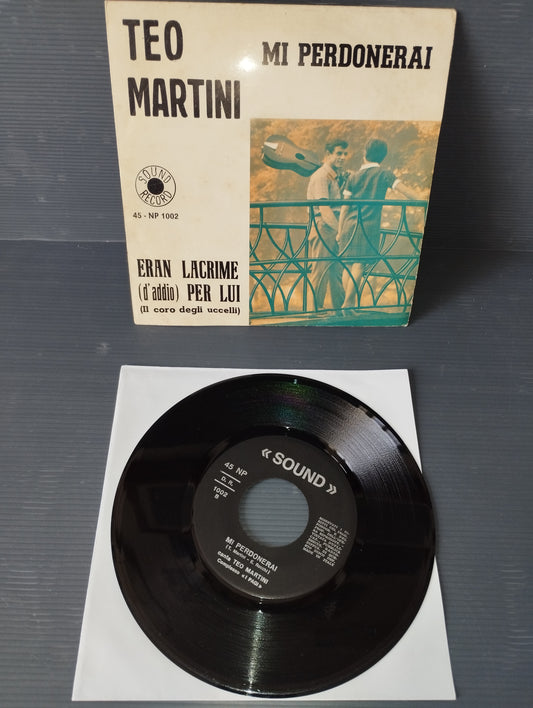 TEO
MARTINI
MI PERDONERAI
SOUND
RECORD
45 - NP 1002
ERAN LACRIME
(d'addio) PER LUI
(Il coro degli uccelli)
« SOUND »
45 NP
D. R.
1002
B
MI PERDONERAI
canta TEO MARTINI